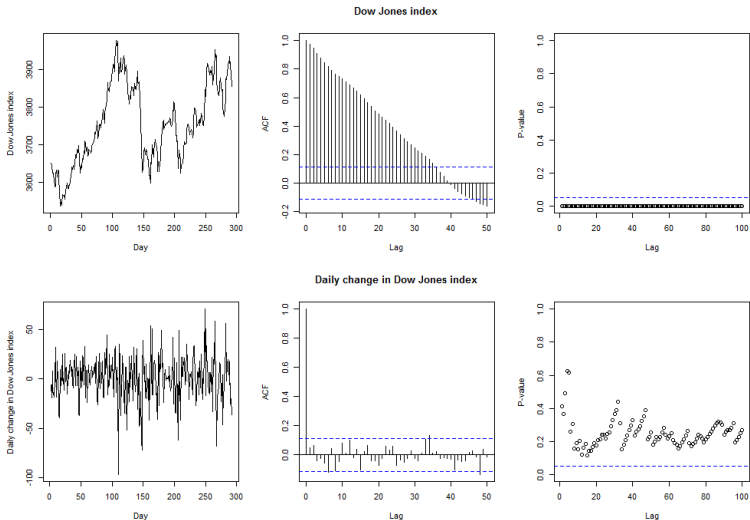 Dow Jones index
Dow Jones index
3600 3700 3800 3900
0 50 100 150 200 250 300
Day
ACF
-0.2 0.0 0.2 0.4 0.6 0.8 1.0
0 10 20 30 40 50
Lag
P-value
0.0 0.2 0.4 0.6 0.8 1.0
0 20 40 60 80 100
Lag
Daily change in Dow Jones index
Daily change in Dow Jones index
-100 -50 0 50
0 50 100 150 200 250 300
Day
ACF
0.0 0.2 0.4 0.6 0.8 1.0
0 10 20 30 40 50
Lag
P-value
0.0 0.2 0.4 0.6 0.8 1.0
0 20 40 60 80 100
Lag